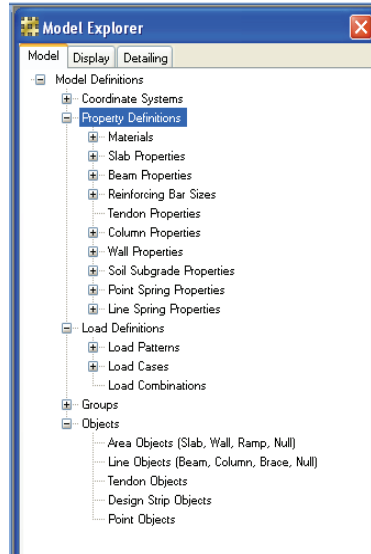 Model Explorer
Model Display Detailing
Model Definitions
Coordinate Systems
Property Definitions
Materials
Slab Properties
Beam Properties
Reinforcing Bar Sizes
Tendon Properties
Column Properties
Wall Properties
Soil Subgrade Properties
Point Spring Properties
Line Spring Properties
Load Definitions
Load Patterns
Load Cases
Load Combinations
Groups
Objects
Area Objects (Slab, Wall, Ramp, Null)
Line Objects (Beam, Column, Brace, Null)
Tendon Objects
Design Strip Objects
Point Objects